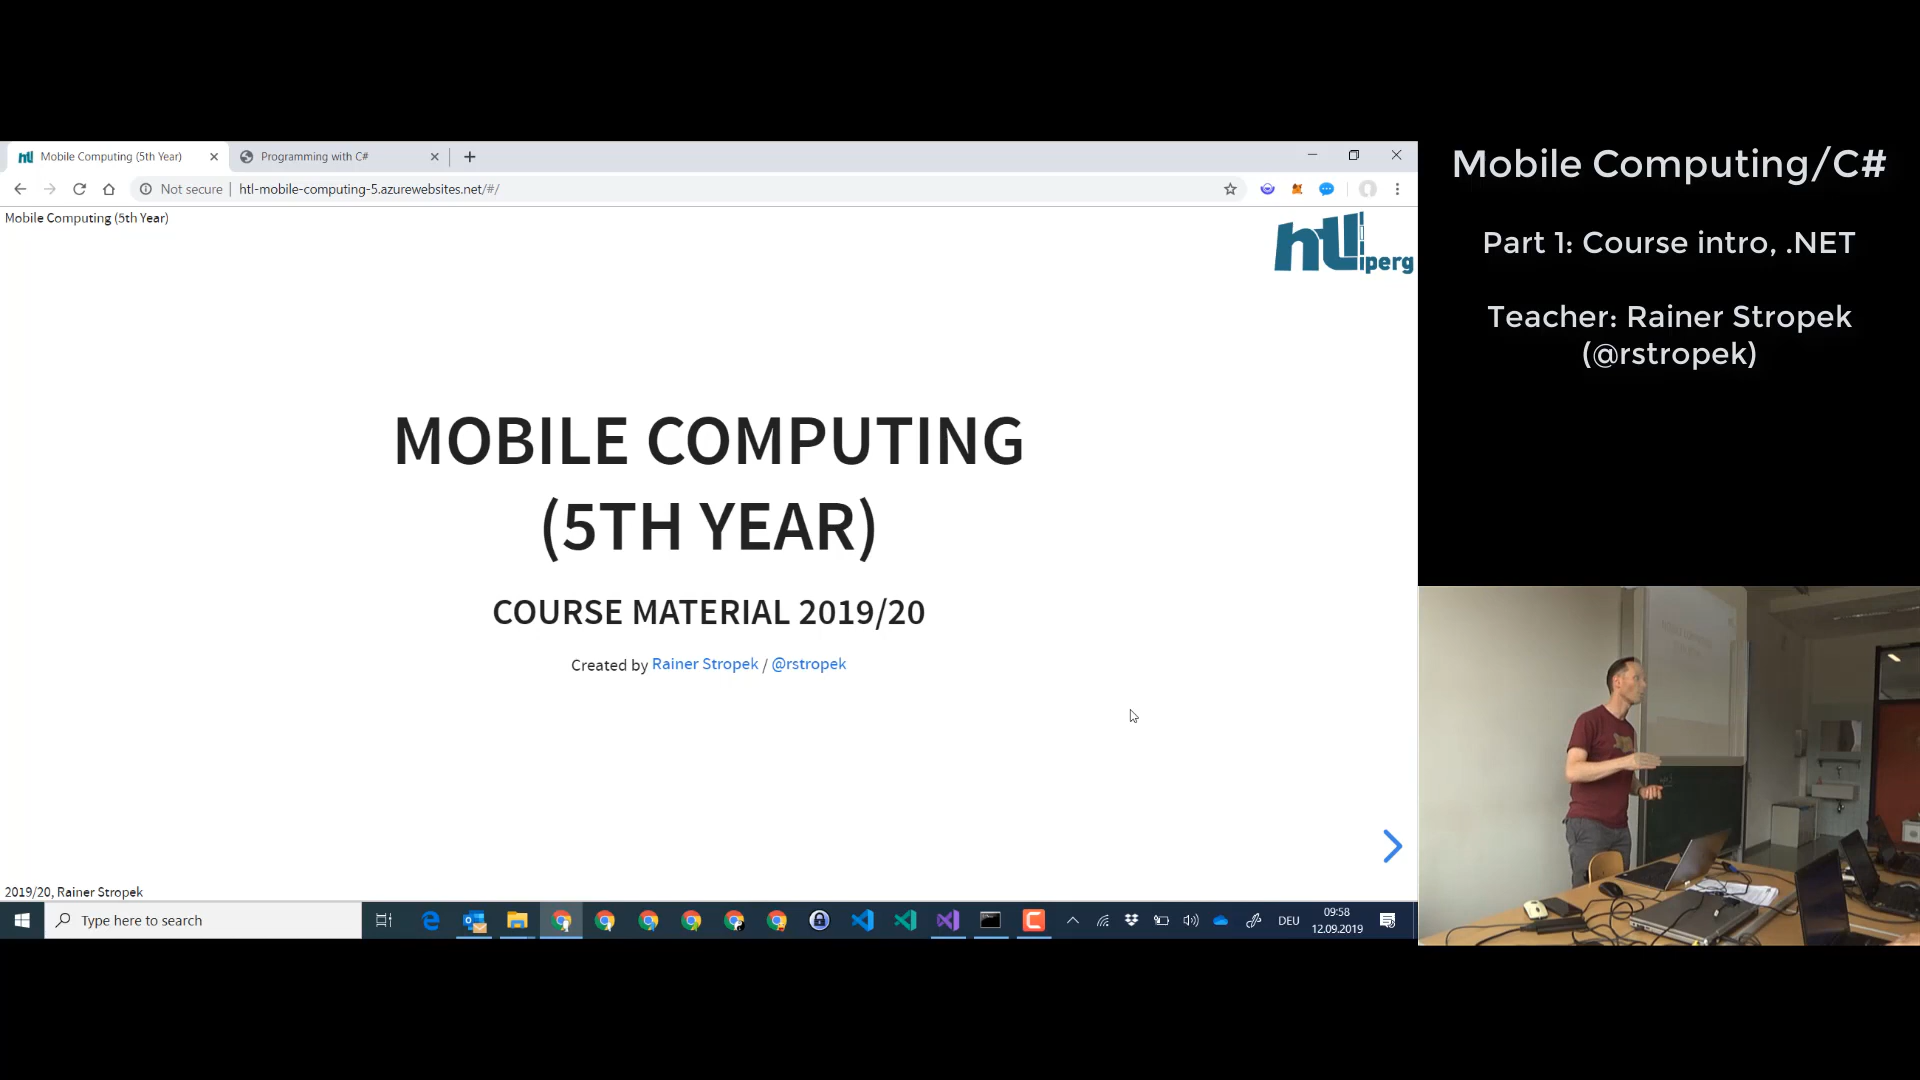 Mobile Computing (5th Year)
Programming with C#
Not secure
htl-mobile-computing-5.azurewebsites.net/#/
Mobile Computing (5th Year)
htl
iperg
MOBILE COMPUTING
(5TH YEAR)
COURSE MATERIAL 2019/20
Created by Rainer Stropek / @rstropek
2019/20, Rainer Stropek
Type here to search
DEU
09:58
12.09.2019
Mobile Computing/C#
Part 1: Course intro, .NET
Teacher: Rainer Stropek
(@rstropek)